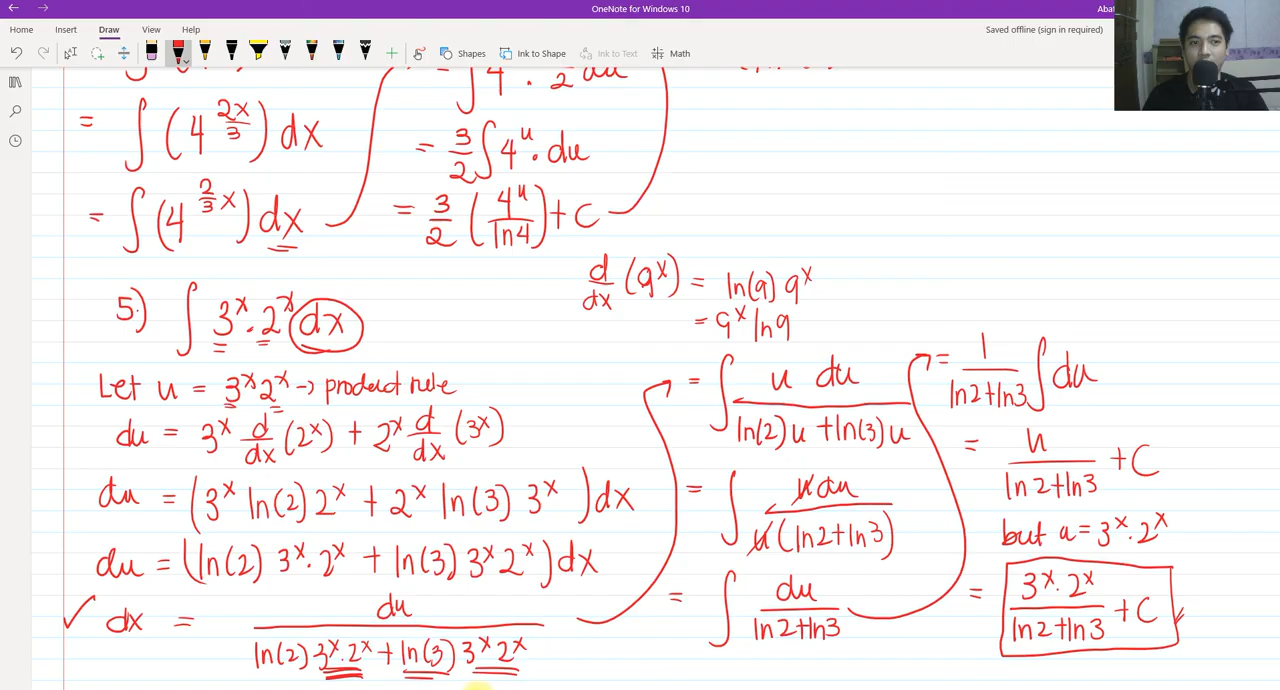 OneNote for Windows 10
Abat
Home Insert Draw View Help
Saved offline (sign in required)
Shapes Ink to Shape Ink to Text Math
= ∫ (4^(2x/3)) dx
= ∫ (4^(2/3 x)) dx
∫ 4 · 2 du
= 3/2 ∫ 4^u · du
= 3/2 (4^u / ln4) + C
d/dx (a^x) = ln(a) a^x
= a^x ln a
5.) ∫ 3^x · 2^x dx
Let u = 3^x 2^x → product rule
du = 3^x d/dx (2^x) + 2^x d/dx (3^x)
du = (3^x ln(2) 2^x + 2^x ln(3) 3^x) dx
du = (ln(2) 3^x · 2^x + ln(3) 3^x 2^x) dx
✓ dx = du / (ln(2) 3^x · 2^x + ln(3) 3^x 2^x)
= ∫ u du / (ln(2)u + ln(3)u)
= ∫ u du / (u (ln2 + ln3))
= ∫ du / (ln2 + ln3)
= 1/(ln2 + ln3) ∫ du
= u / (ln2 + ln3) + C
but u = 3^x · 2^x
= 3^x · 2^x / (ln2 + ln3) + C